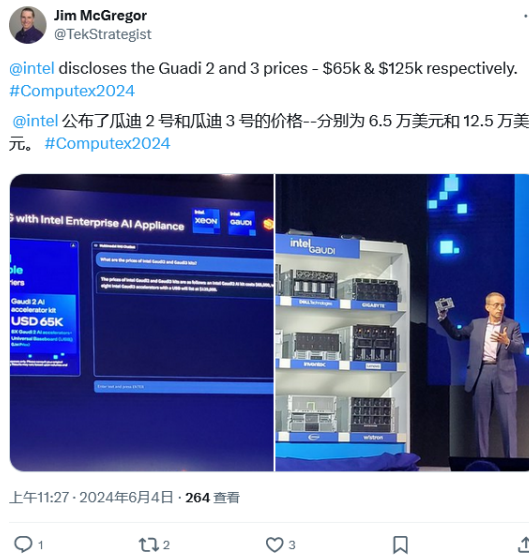 Jim McGregor
@TekStrategist
@intel discloses the Guadi 2 and 3 prices - $65k & $125k respectively.
#Computex2024
@intel 公布了瓜迪 2 号和瓜迪 3 号的价格--分别为 6.5 万美元和 12.5 万美
元。 #Computex2024
G with Intel Enterprise AI Appliance
intel
XEON
intel
GAUDI
What are the prices of Intel Gaudi2 and Gaudi3 kits?
Gaudi 2 AI
accelerator kit
USD 65K
intel
GAUDI
DELL Technologies
GIGABYTE
INVENTEC
wistron
上午11:27 · 2024年6月4日 · 264 查看
1
2
3